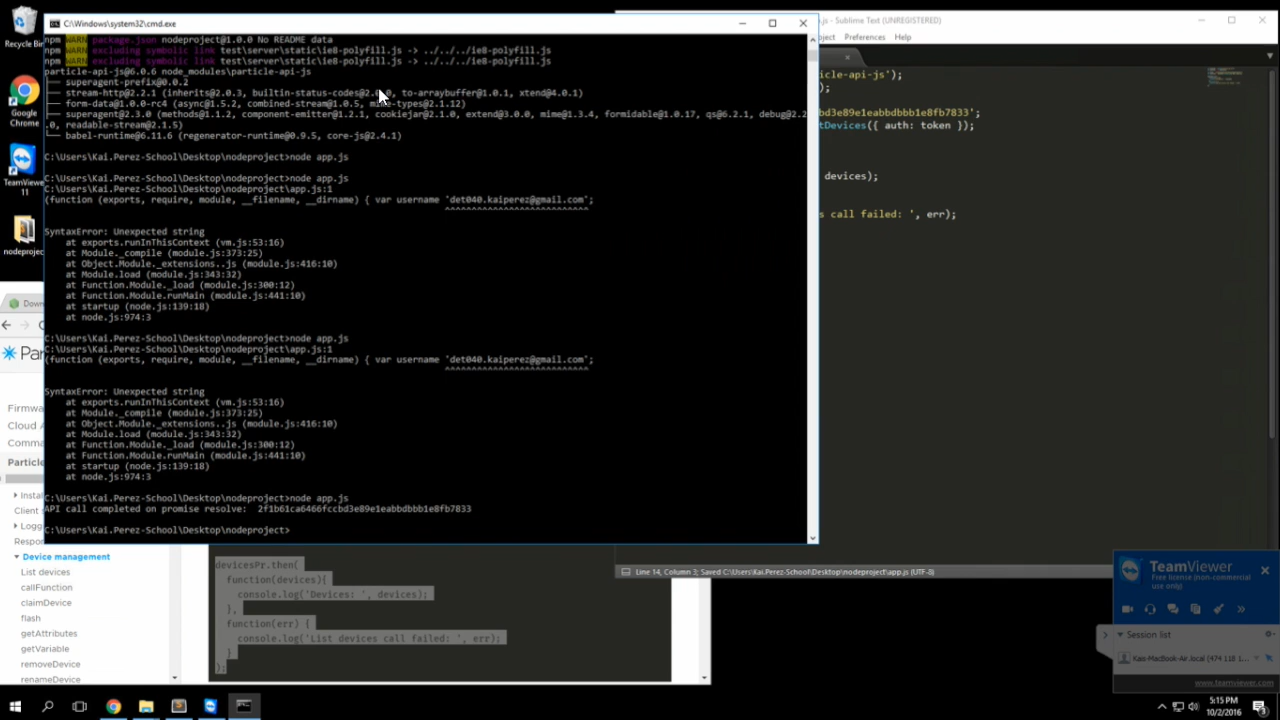 C:\Windows\system32\cmd.exe
npm WARN package.json nodeproject@1.0.0 No README data
npm WARN excluding symbolic link test\server\static\ie8-polyfill.js -> ../../../ie8-polyfill.js
npm WARN excluding symbolic link test\server\static\ie8-polyfill.js -> ../../../ie8-polyfill.js
particle-api-js@6.0.6 node_modules\particle-api-js
├── superagent-prefix@0.0.2
├── stream-http@2.2.1 (inherits@2.0.3, builtin-status-codes@2.0.0, to-arraybuffer@1.0.1, xtend@4.0.1)
├── form-data@1.0.0-rc4 (async@1.5.2, combined-stream@1.0.5, mime-types@2.1.12)
├── superagent@2.3.0 (methods@1.1.2, component-emitter@1.2.1, cookiejar@2.1.0, extend@3.0.0, mime@1.3.4, formidable@1.0.17, qs@6.2.1, debug@2.2
.0, readable-stream@2.1.5)
└── babel-runtime@6.11.6 (regenerator-runtime@0.9.5, core-js@2.4.1)
C:\Users\Kai.Perez-School\Desktop\nodeproject>node app.js
C:\Users\Kai.Perez-School\Desktop\nodeproject>node app.js
C:\Users\Kai.Perez-School\Desktop\nodeproject\app.js:1
(function (exports, require, module, __filename, __dirname) { var username 'det040.kaiperez@gmail.com';
^^^^^^^^^^^^^^^^^^^^^^^^^^^
SyntaxError: Unexpected string
at exports.runInThisContext (vm.js:53:16)
at Module._compile (module.js:373:25)
at Object.Module._extensions..js (module.js:416:10)
at Module.load (module.js:343:32)
at Function.Module._load (module.js:300:12)
at Function.Module.runMain (module.js:441:10)
at startup (node.js:139:18)
at node.js:974:3
C:\Users\Kai.Perez-School\Desktop\nodeproject>node app.js
C:\Users\Kai.Perez-School\Desktop\nodeproject\app.js:1
(function (exports, require, module, __filename, __dirname) { var username 'det040.kaiperez@gmail.com';
^^^^^^^^^^^^^^^^^^^^^^^^^^^
SyntaxError: Unexpected string
at exports.runInThisContext (vm.js:53:16)
at Module._compile (module.js:373:25)
at Object.Module._extensions..js (module.js:416:10)
at Module.load (module.js:343:32)
at Function.Module._load (module.js:300:12)
at Function.Module.runMain (module.js:441:10)
at startup (node.js:139:18)
at node.js:974:3
C:\Users\Kai.Perez-School\Desktop\nodeproject>node app.js
API call completed on promise resolve: 2f1b61ca6466fccbd3e89e1eabbdbbb1e8fb7833
C:\Users\Kai.Perez-School\Desktop\nodeproject>
.js - Sublime Text (UNREGISTERED)
Preferences Help
cle-api-js');
);
bd3e89e1eabbdbbb1e8fb7833';
tDevices({ auth: token });
devices);
s call failed: ', err);
Line 14, Column 3; Saved C:\Users\Kai.Perez-School\Desktop\nodeproject\app.js (UTF-8)
Recycle Bin
Google
Chrome
TeamViewer
11
nodeproject
Down
Par
Firmw
Cloud A
Comma
Particle
Instal
Client
Logg
Respo
Device management
List devices
callFunction
claimDevice
flash
getAttributes
getVariable
removeDevice
renameDevice
devicesPr.then(
function(devices){
console.log('Devices: ', devices);
},
function(err) {
console.log('List devices call failed: ', err);
}
);
TeamViewer
Free license (non-commercial
use only)
Session list
Kais-MacBook-Air.local (474 118 1...
www.teamviewer.com
5:15 PM
10/2/2016